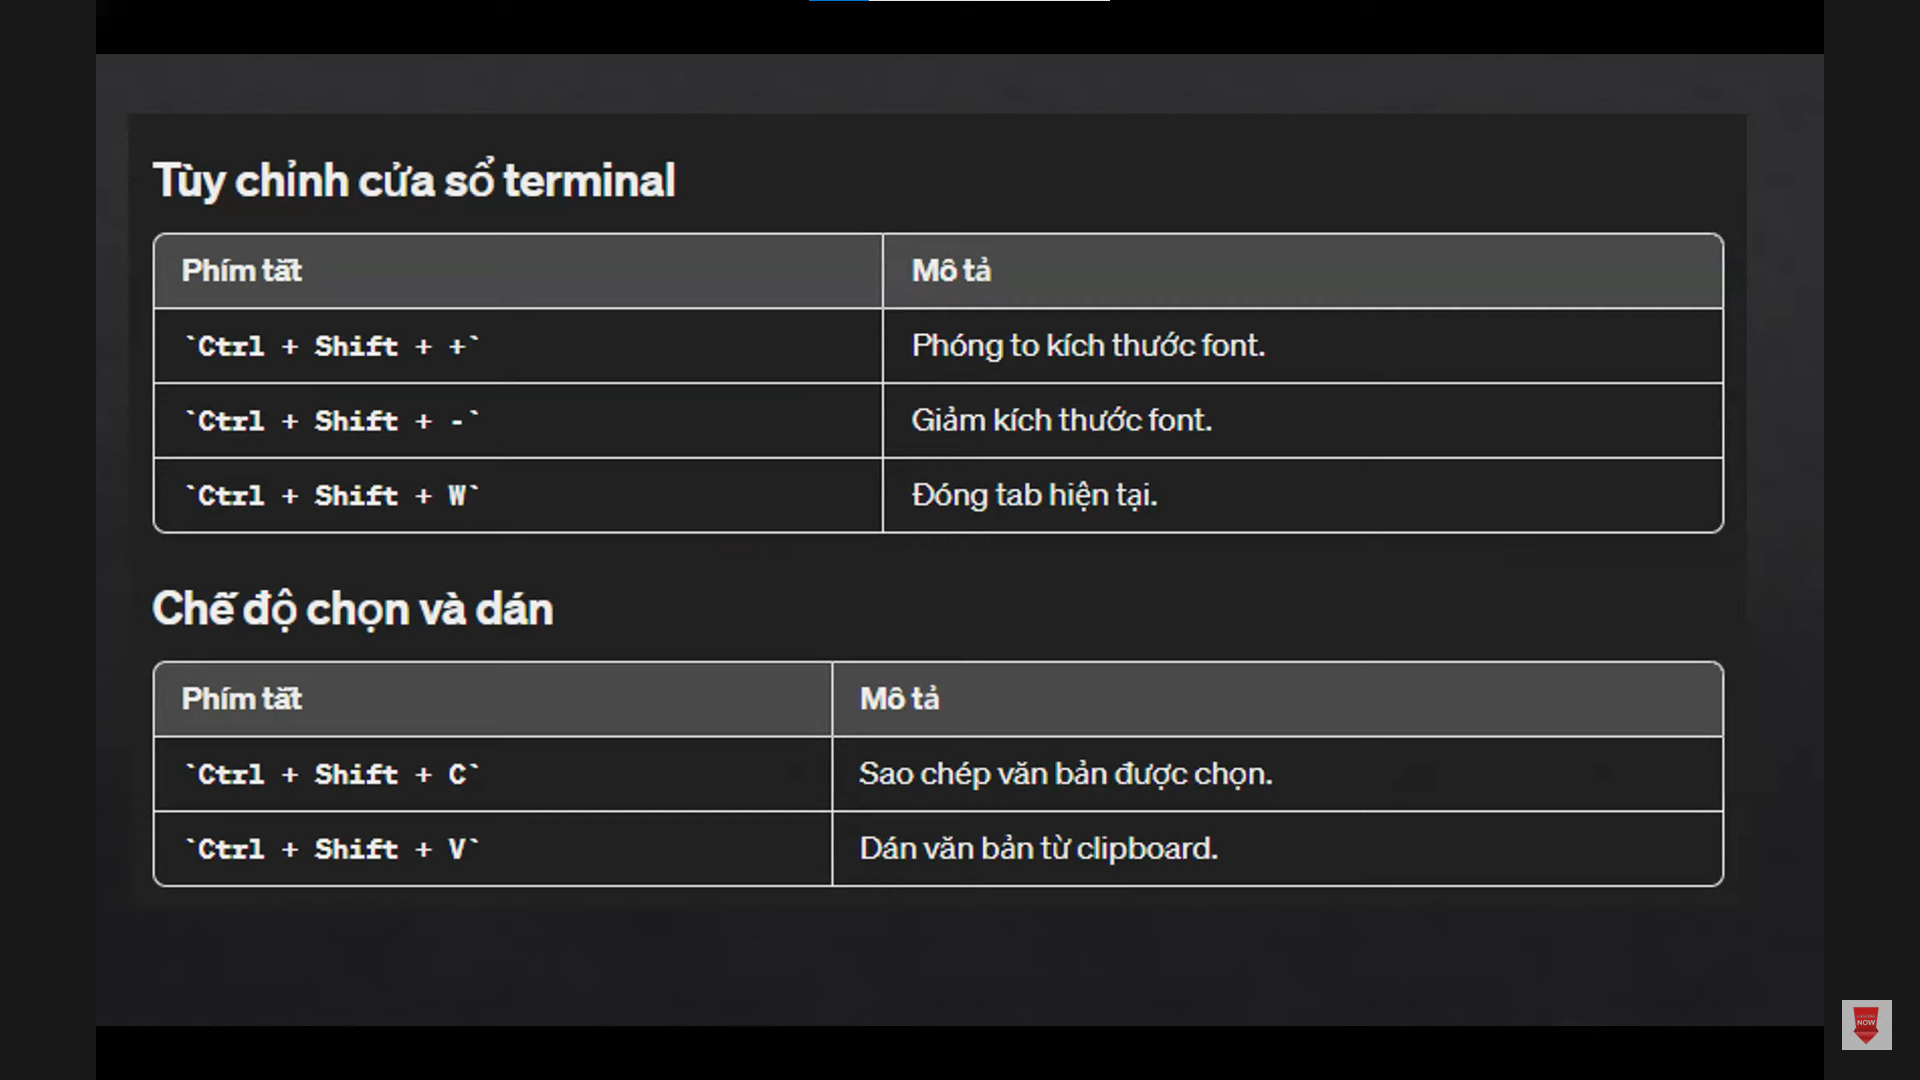 Tùy chỉnh cửa sổ terminal
Phím tắt Mô tả
`Ctrl + Shift + +` Phóng to kích thước font.
`Ctrl + Shift + -` Giảm kích thước font.
`Ctrl + Shift + W` Đóng tab hiện tại.
Chế độ chọn và dán
Phím tắt Mô tả
`Ctrl + Shift + C` Sao chép văn bản được chọn.
`Ctrl + Shift + V` Dán văn bản từ clipboard.
NOW